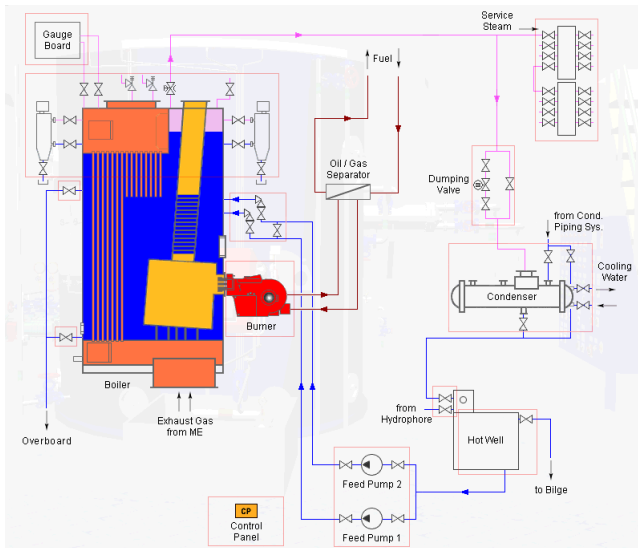 Gauge
Board
Service
Steam
Fuel
Oil / Gas
Separator
Dumping
Valve
from Cond.
Piping Sys.
Cooling
Water
Condenser
Burner
Boiler
Exhaust Gas
from ME
Overboard
from
Hydrophore
Hot Well
to Bilge
Feed Pump 2
Feed Pump 1
CP
Control
Panel